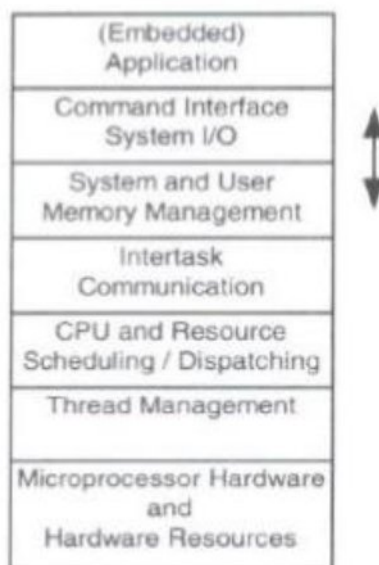 (Embedded)
Application
Command Interface
System I/O
System and User
Memory Management
Intertask
Communication
CPU and Resource
Scheduling / Dispatching
Thread Management
Microprocessor Hardware
and
Hardware Resources